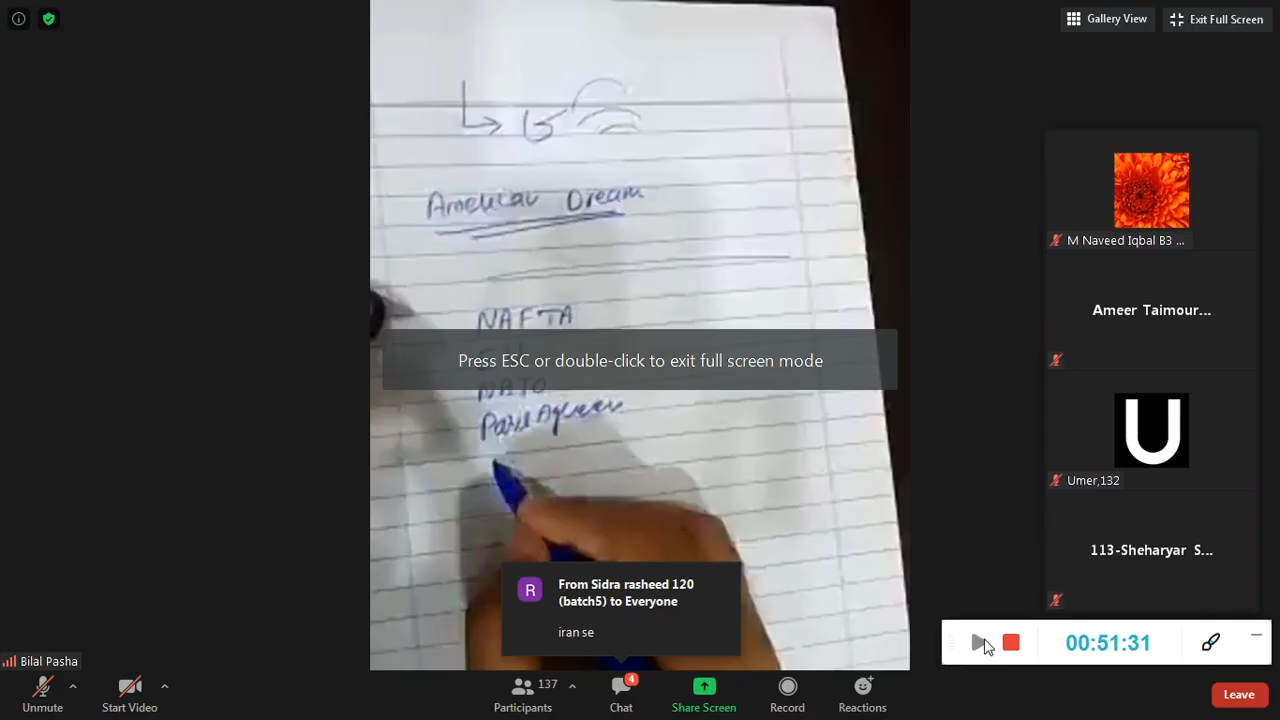 Gallery View
Exit Full Screen
American Dream
NAFTA
Press ESC or double-click to exit full screen mode
NATO
M Naveed Iqbal B3 ...
Ameer Taimour...
Umer,132
113-Sheharyar S...
R
From Sidra rasheed 120
(batch5) to Everyone
iran se
00:51:31
Bilal Pasha
Unmute
Start Video
137
Participants
4
Chat
Share Screen
Record
Reactions
Leave
U